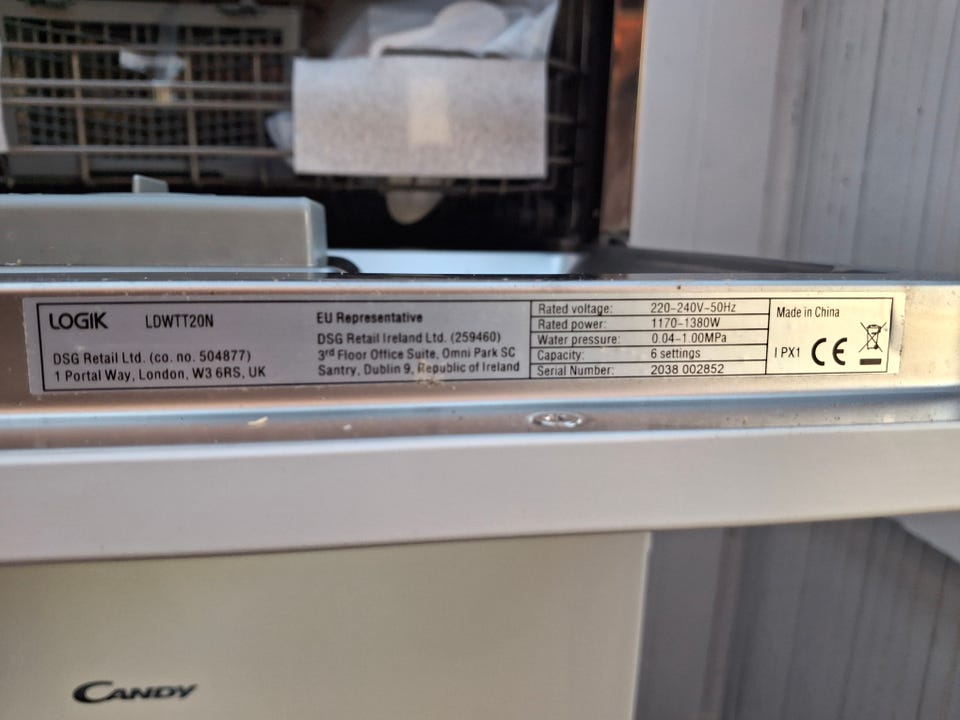 LOGIK LDWTT20N
DSG Retail Ltd. (co. no. 504877)
1 Portal Way, London, W3 6RS, UK
EU Representative
DSG Retail Ireland Ltd. (259460)
3rd Floor Office Suite, Omni Park SC
Santry, Dublin 9, Republic of Ireland
Rated voltage: 220-240V~50Hz
Rated power: 1170-1380W
Water pressure: 0.04-1.00MPa
Capacity: 6 settings
Serial Number: 2038 002852
Made in China
IPX1 CE
CANDY